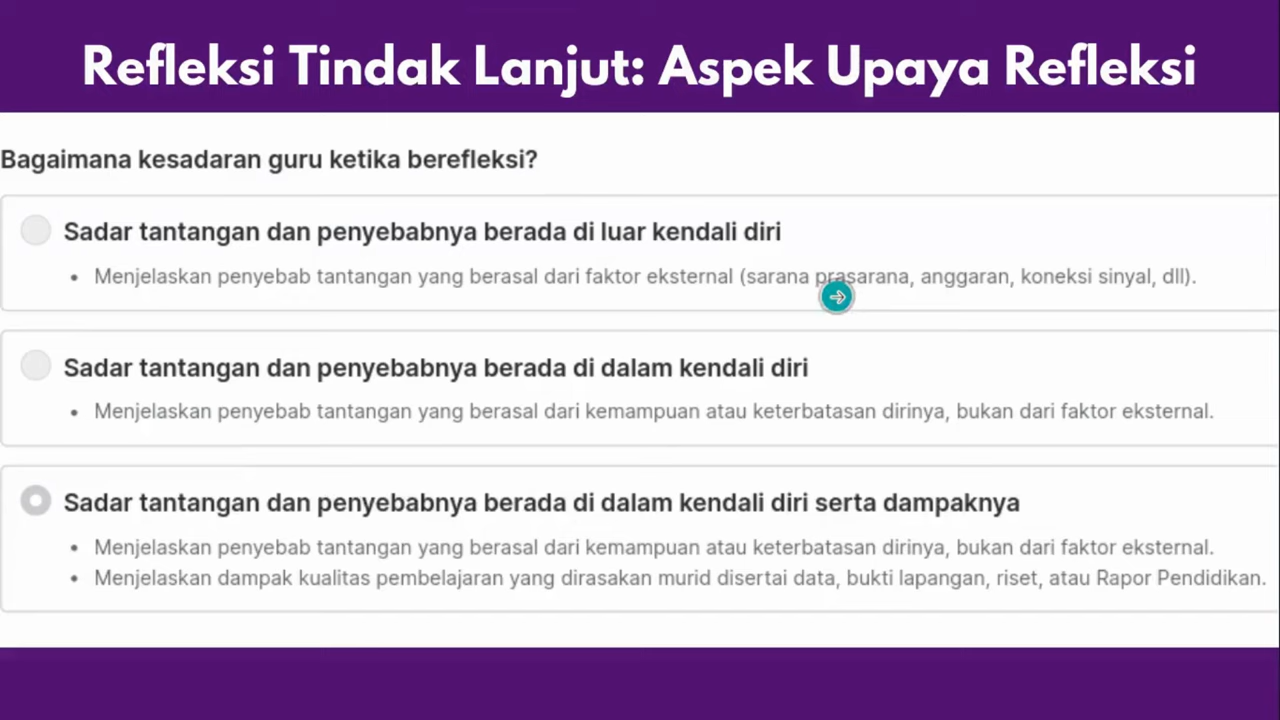 Refleksi Tindak Lanjut: Aspek Upaya Refleksi
Bagaimana kesadaran guru ketika berefleksi?
Sadar tantangan dan penyebabnya berada di luar kendali diri
• Menjelaskan penyebab tantangan yang berasal dari faktor eksternal (sarana prasarana, anggaran, koneksi sinyal, dll).
Sadar tantangan dan penyebabnya berada di dalam kendali diri
• Menjelaskan penyebab tantangan yang berasal dari kemampuan atau keterbatasan dirinya, bukan dari faktor eksternal.
Sadar tantangan dan penyebabnya berada di dalam kendali diri serta dampaknya
• Menjelaskan penyebab tantangan yang berasal dari kemampuan atau keterbatasan dirinya, bukan dari faktor eksternal.
• Menjelaskan dampak kualitas pembelajaran yang dirasakan murid disertai data, bukti lapangan, riset, atau Rapor Pendidikan.